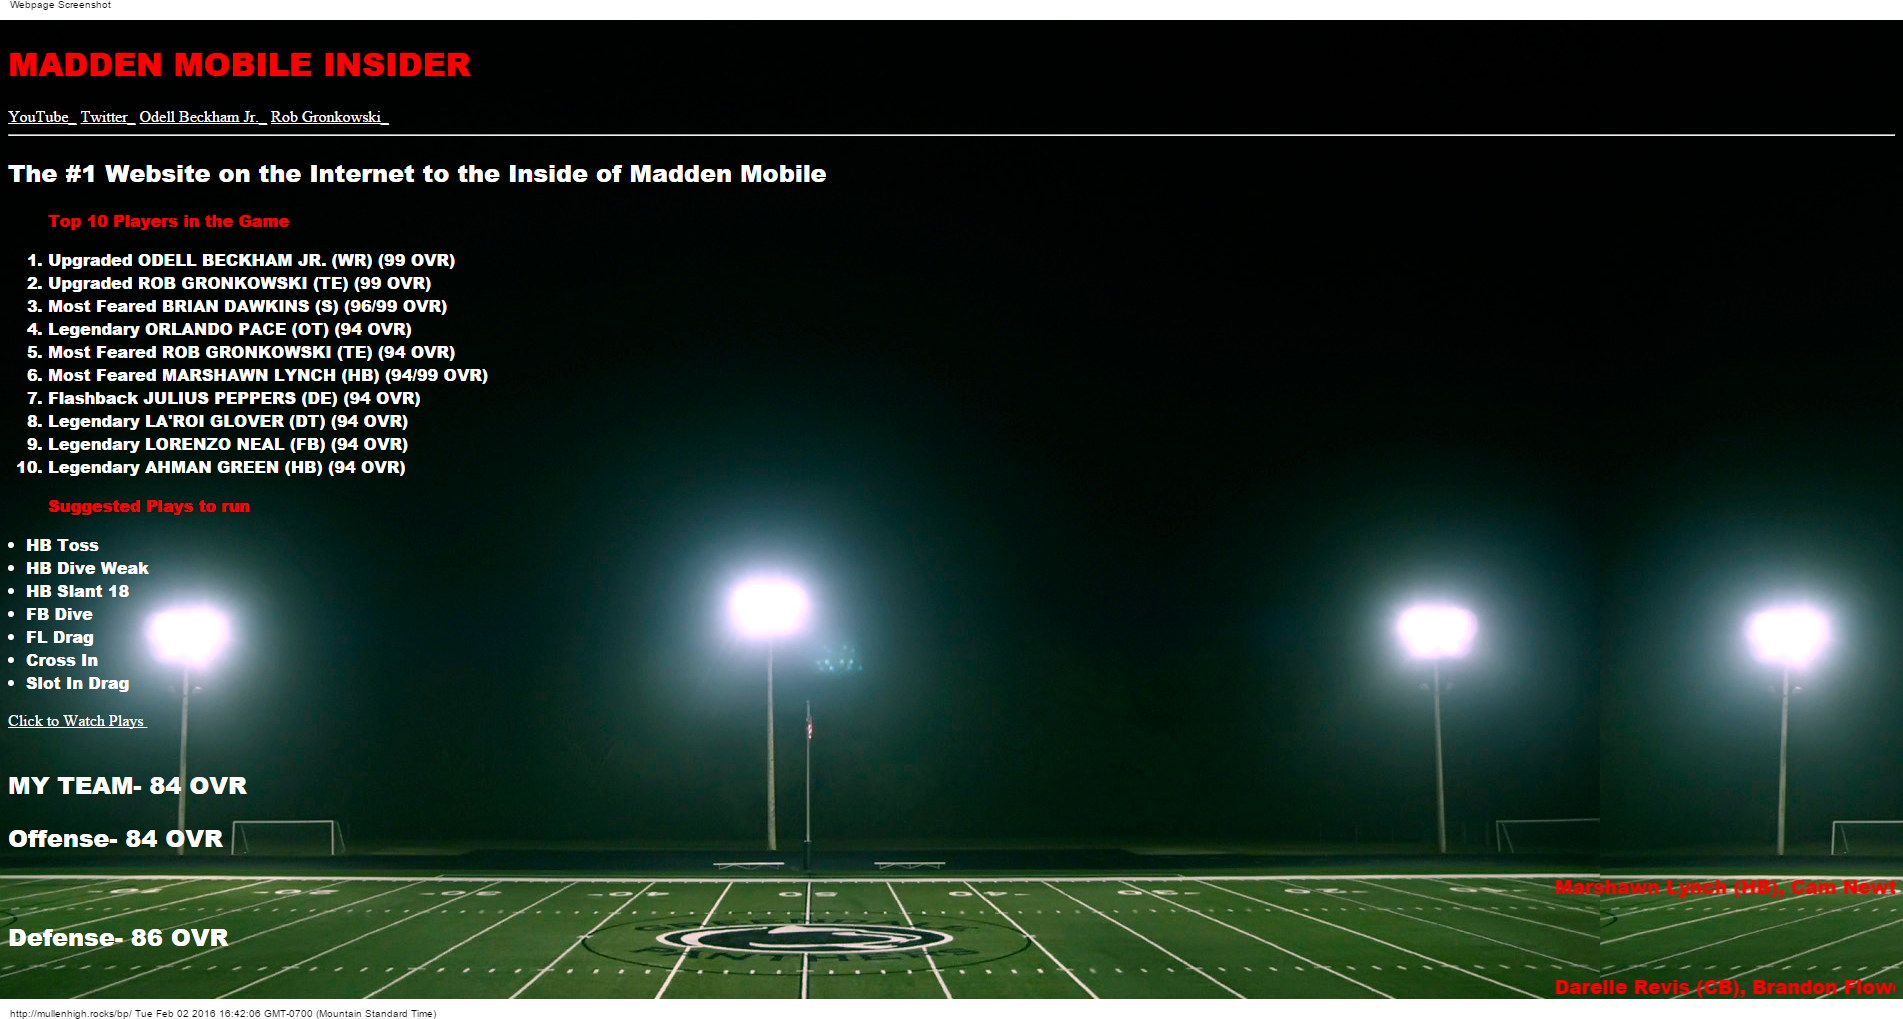 Webpage Screenshot
MADDEN MOBILE INSIDER
YouTube_ Twitter_ Odell Beckham Jr._ Rob Gronkowski_
The #1 Website on the Internet to the Inside of Madden Mobile
Top 10 Players in the Game
1. Upgraded ODELL BECKHAM JR. (WR) (99 OVR)
2. Upgraded ROB GRONKOWSKI (TE) (99 OVR)
3. Most Feared BRIAN DAWKINS (S) (96/99 OVR)
4. Legendary ORLANDO PACE (OT) (94 OVR)
5. Most Feared ROB GRONKOWSKI (TE) (94 OVR)
6. Most Feared MARSHAWN LYNCH (HB) (94/99 OVR)
7. Flashback JULIUS PEPPERS (DE) (94 OVR)
8. Legendary LA'ROI GLOVER (DT) (94 OVR)
9. Legendary LORENZO NEAL (FB) (94 OVR)
10. Legendary AHMAN GREEN (HB) (94 OVR)
Suggested Plays to run
• HB Toss
• HB Dive Weak
• HB Slant 18
• FB Dive
• FL Drag
• Cross In
• Slot In Drag
Click to Watch Plays
MY TEAM- 84 OVR
Offense- 84 OVR
Marshawn Lynch (HB), Cam Newt
Defense- 86 OVR
PANTHERS
Darelle Revis (CB), Brandon Flow
http://mullenhigh.rocks/bp/ Tue Feb 02 2016 16:42:06 GMT-0700 (Mountain Standard Time)